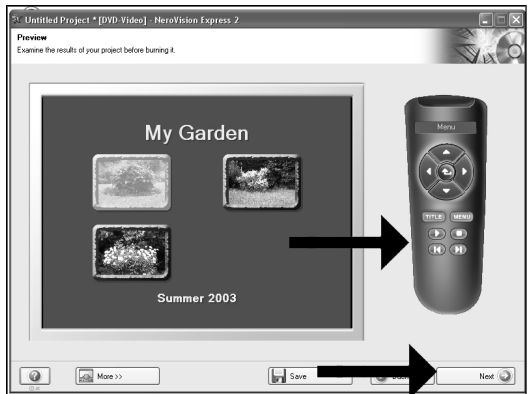 Untitled Project * [DVD-Video] - NeroVision Express 2
Preview
Examine the results of your project before burning it.
My Garden
Summer 2003
Menu
TITLE MENU
More >>
Save
Next